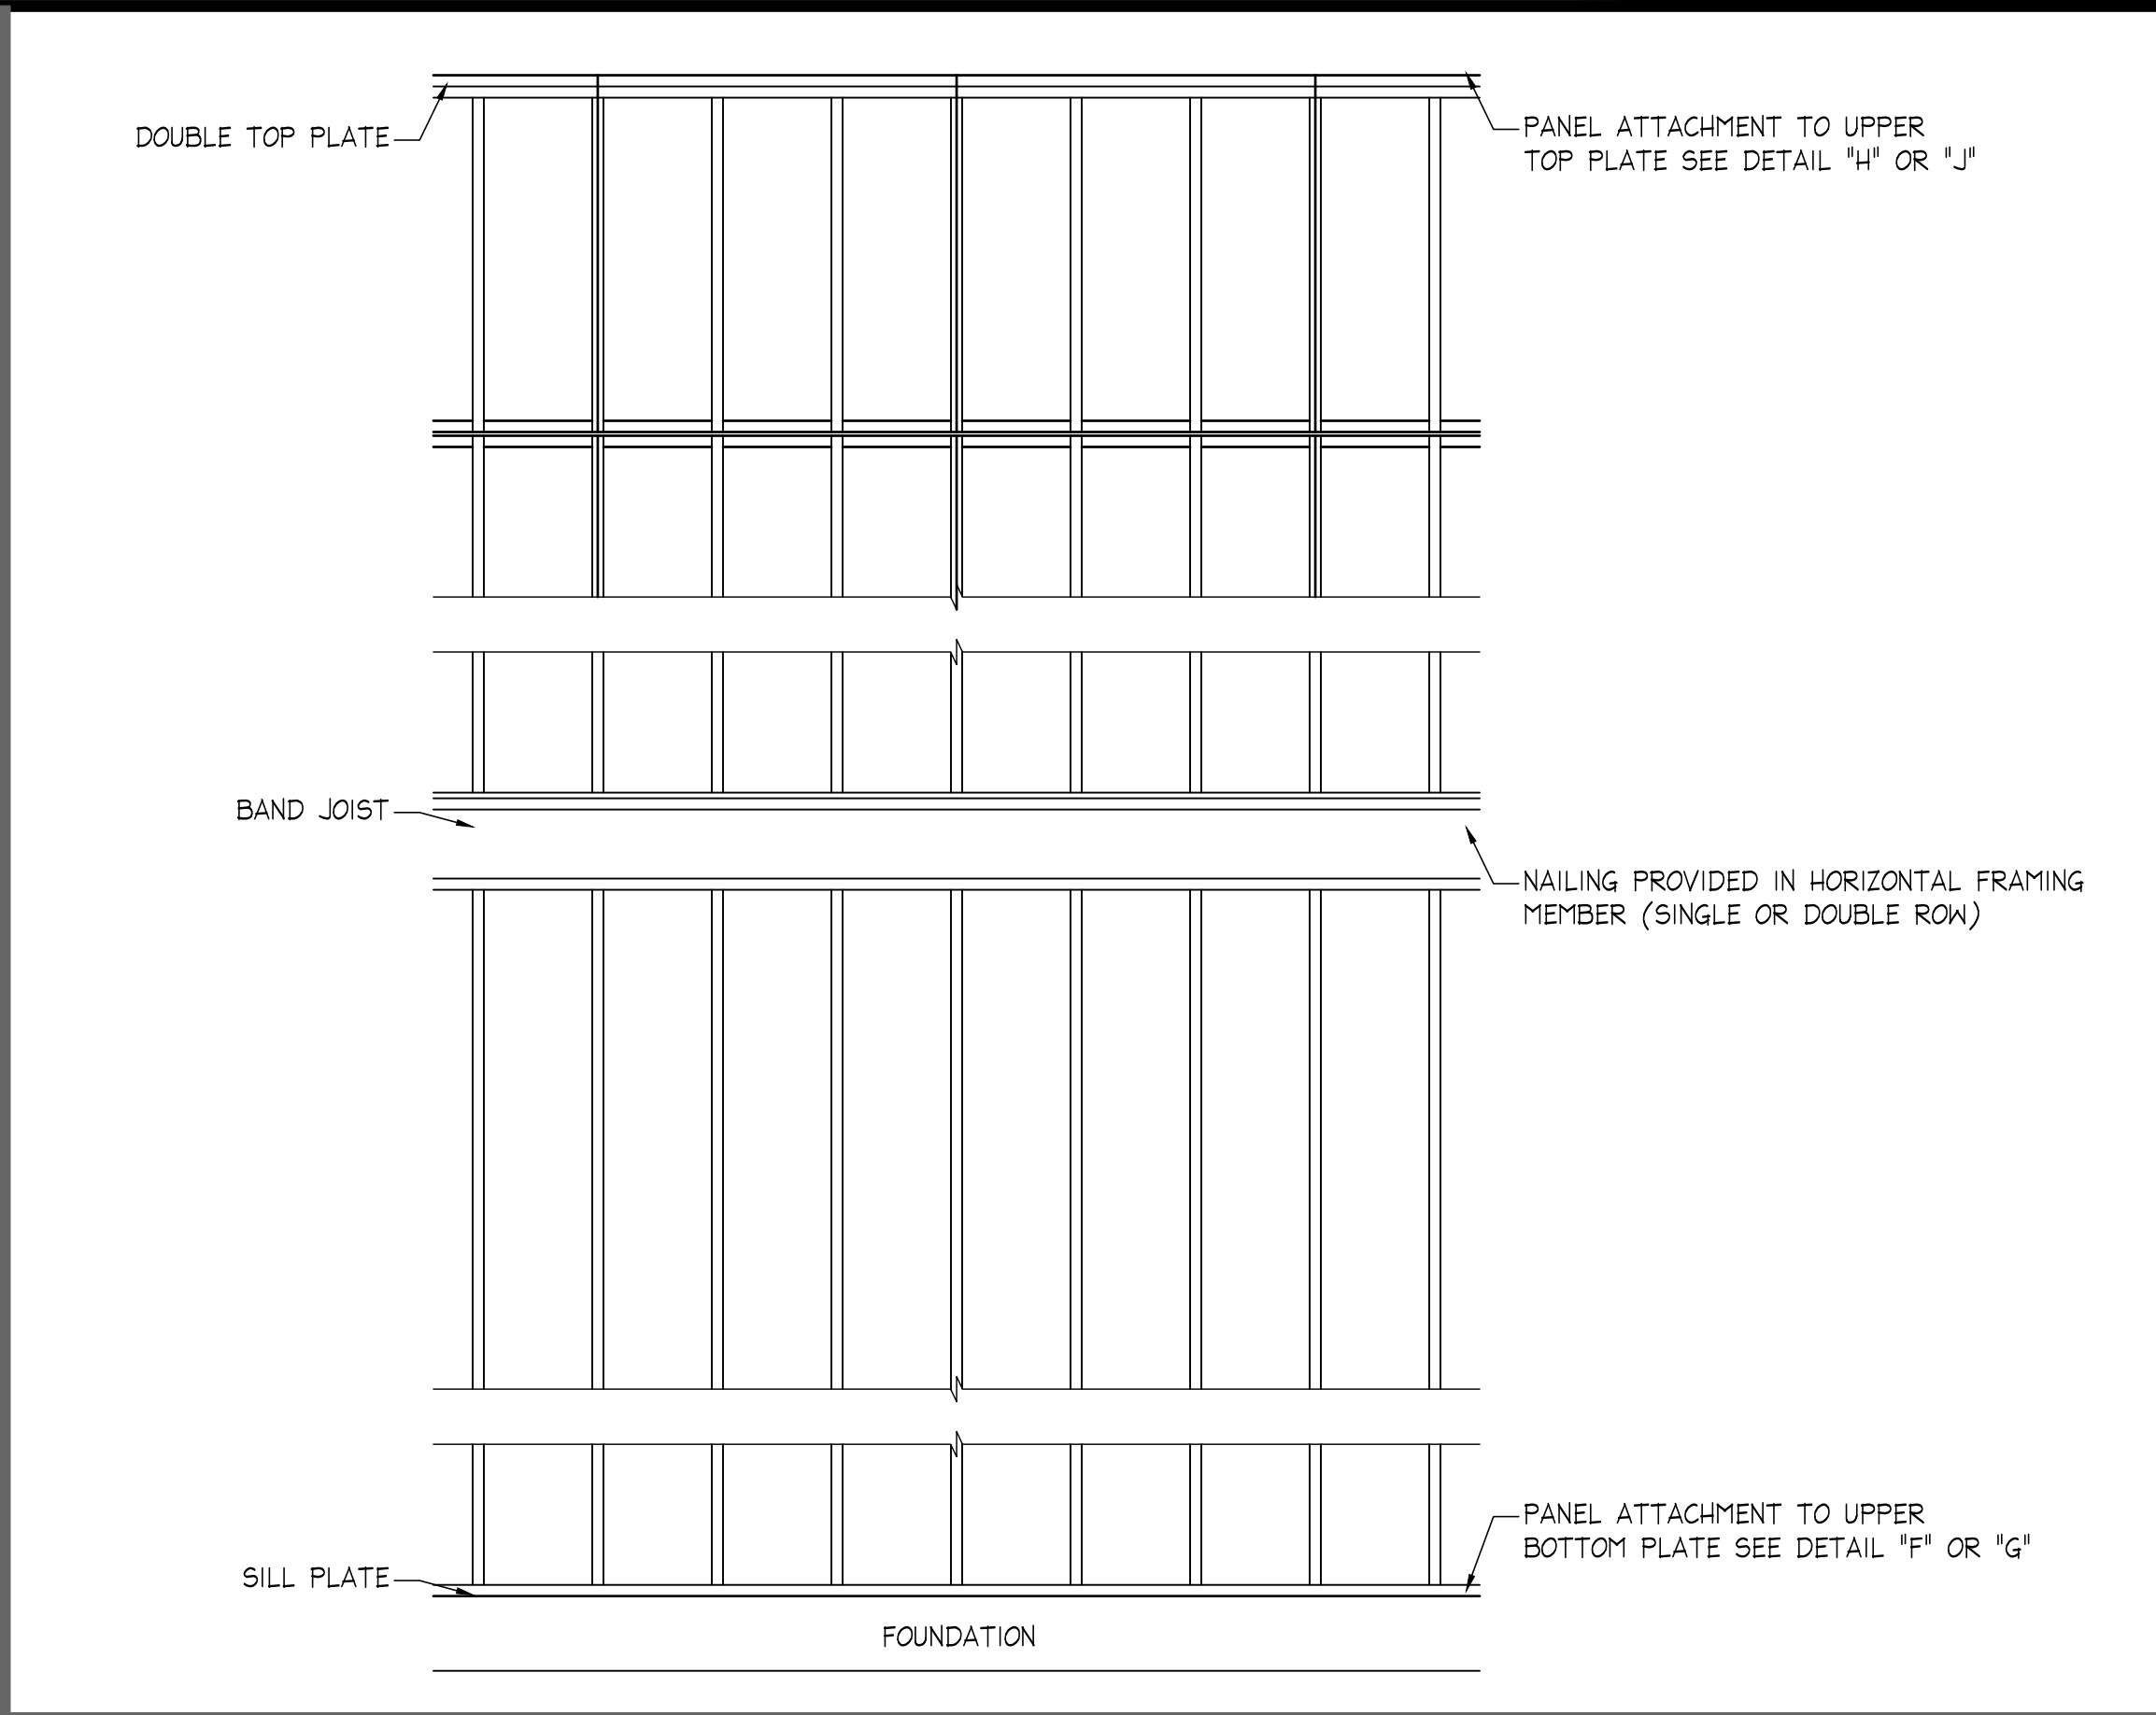 DOUBLE TOP PLATE
PANEL ATTACHMENT TO UPPER
TOP PLATE SEE DETAIL "H" OR "J"
BAND JOIST
NAILING PROVIDED IN HORIZONTAL FRAMING
MEMBER (SINGLE OR DOUBLE ROW)
PANEL ATTACHMENT TO UPPER
BOTTOM PLATE SEE DETAIL "F" OR "G"
SILL PLATE
FOUNDATION